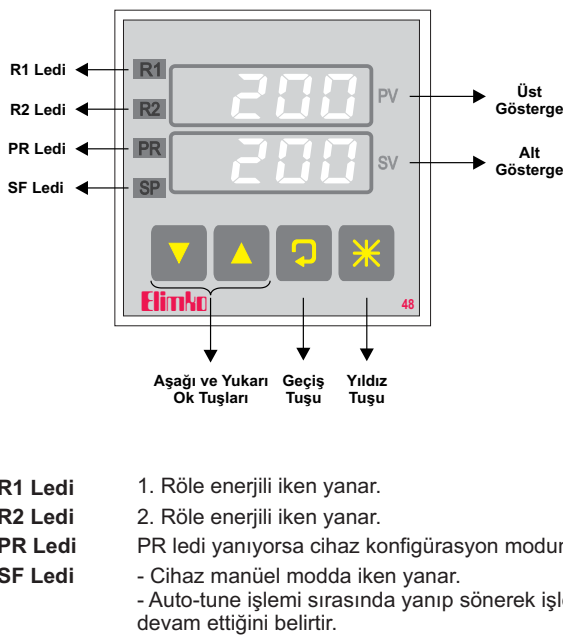 R1 Ledi
R1
200
PV
Üst
Gösterge
R2 Ledi
R2
PR Ledi
PR
200
SV
Alt
Gösterge
SF Ledi
SP
Elimko
48
Aşağı ve Yukarı
Ok Tuşları
Geçiş
Tuşu
Yıldız
Tuşu
R1 Ledi
1. Röle enerjili iken yanar.
R2 Ledi
2. Röle enerjili iken yanar.
PR Ledi
PR ledi yanıyorsa cihaz konfigürasyon
SF Ledi
- Cihaz manüel modda iken yanar.
- Auto-tune işlemi sırasında yanıp sönerek
devam ettiğini belirtir.